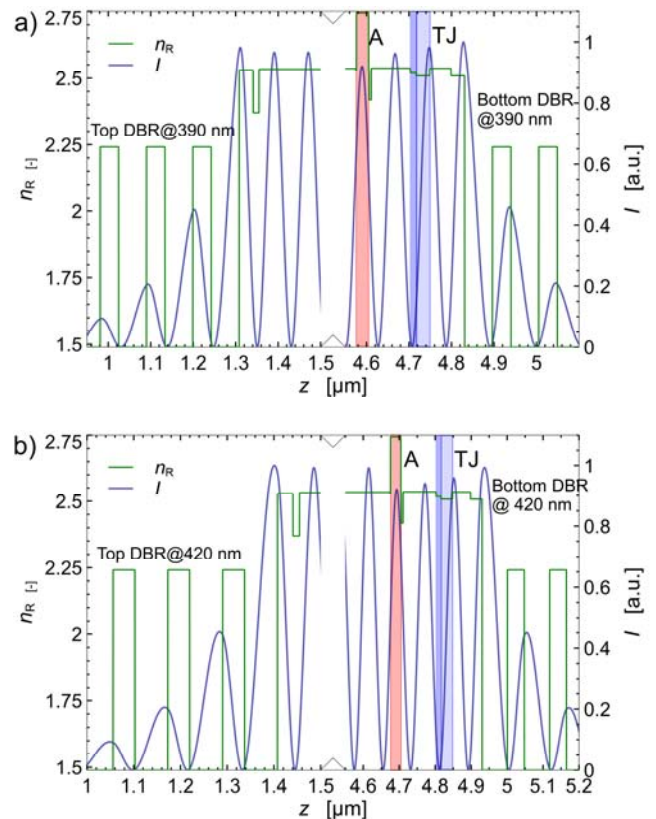 a)
2.75
2.5
2.25
2
1.75
1.5
n_R [-]
n_R
I
Top DBR@390 nm
A
TJ
Bottom DBR
@390 nm
1
0.8
0.6
0.4
0.2
0
I [a.u.]
1 1.1 1.2 1.3 1.4 1.5 4.6 4.7 4.8 4.9 5
z [µm]
b)
2.75
2.5
2.25
2
1.75
1.5
n_R [-]
n_R
I
Top DBR@420 nm
A
TJ
Bottom DBR
@ 420 nm
1
0.8
0.6
0.4
0.2
0
I [a.u.]
1 1.1 1.2 1.3 1.4 1.5 4.6 4.7 4.8 4.9 5 5.1 5.2
z [µm]